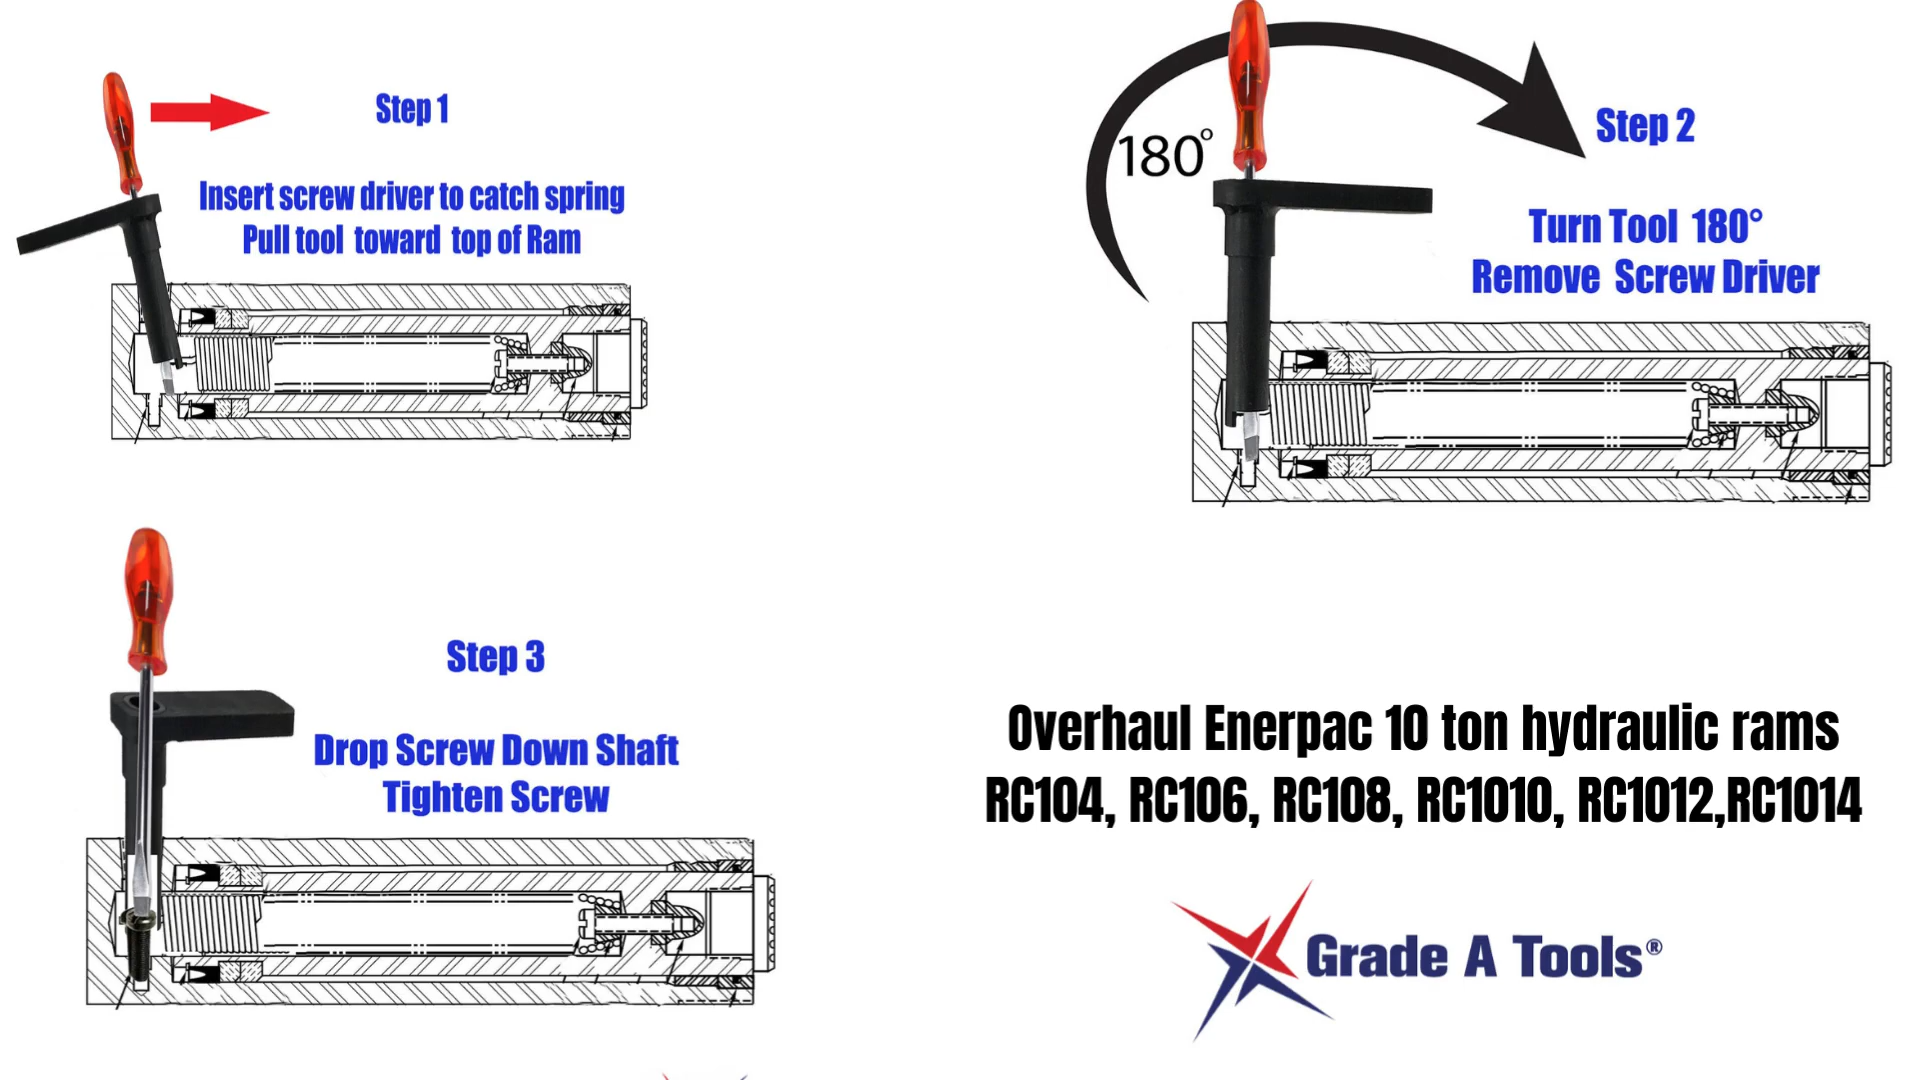 Step 1
Insert screw driver to catch spring
Pull tool toward top of Ram
180°
Step 2
Turn Tool 180°
Remove Screw Driver
Step 3
Drop Screw Down Shaft
Tighten Screw
Overhaul Enerpac 10 ton hydraulic rams
RC104, RC106, RC108, RC1010, RC1012,RC1014
Grade A Tools®